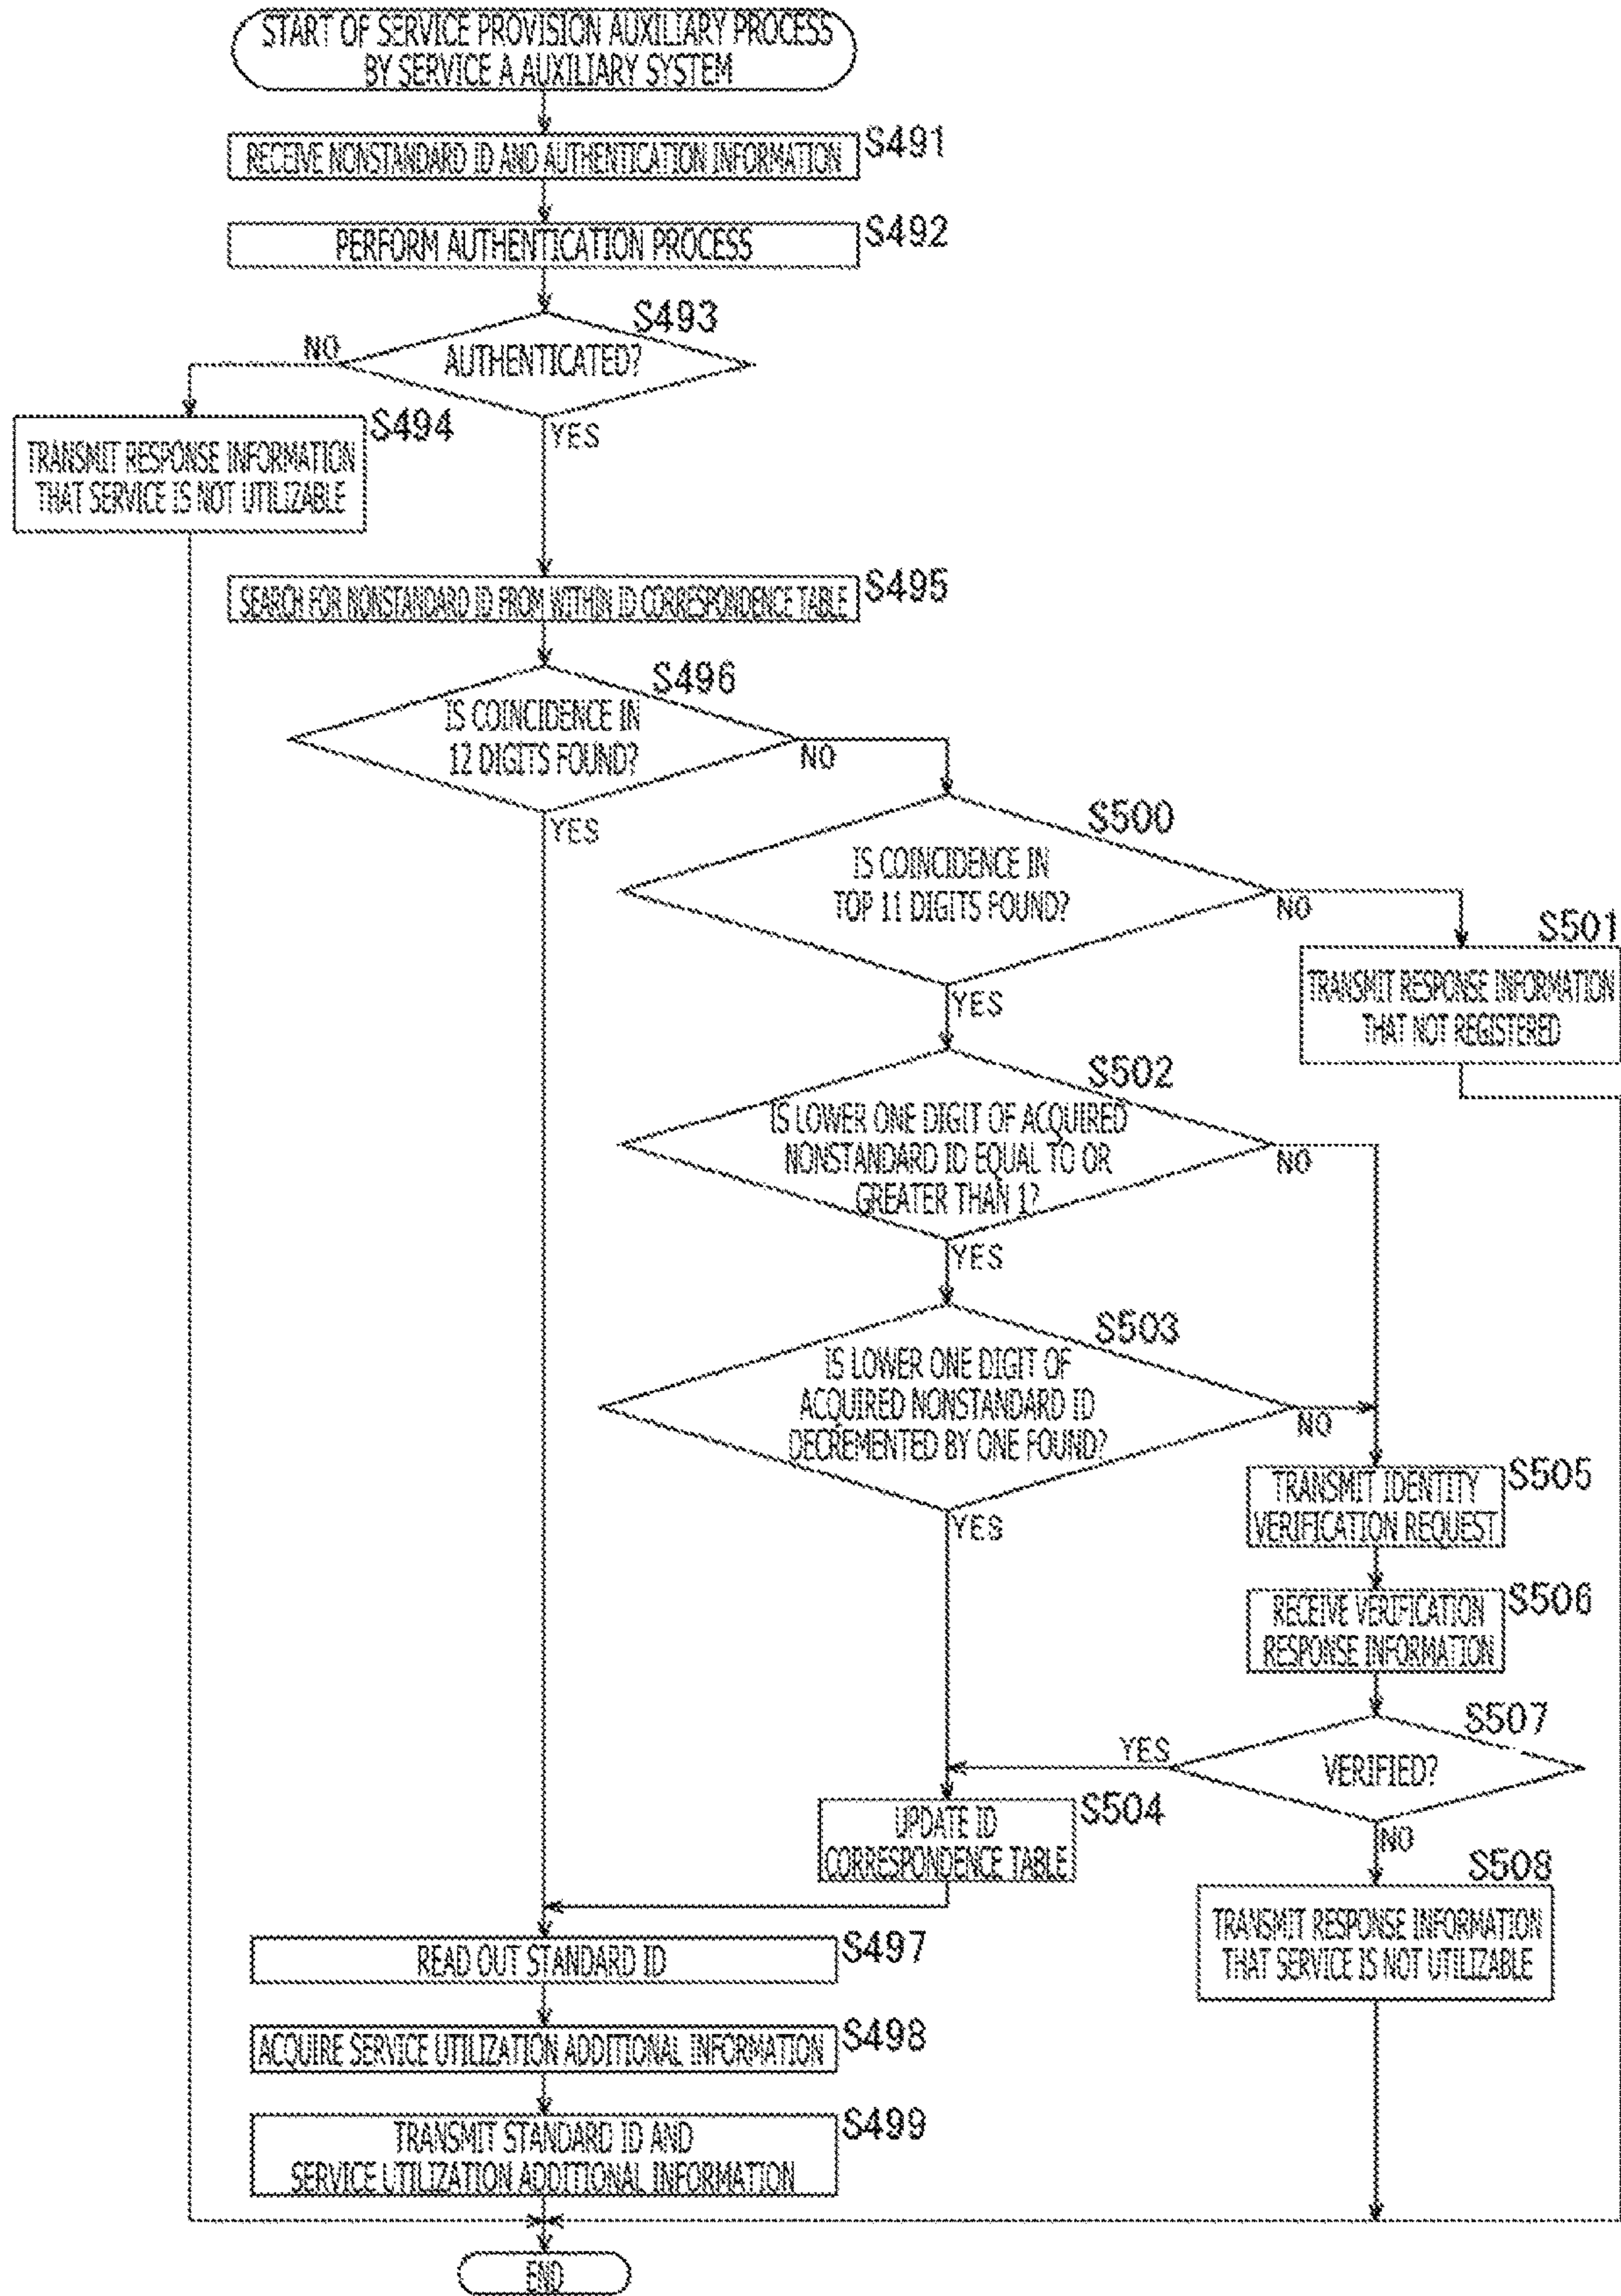 START OF SERVICE PROVISION AUXILIARY PROCESS
BY SERVICE A AUXILIARY SYSTEM
S491
RECEIVE NONSTANDARD ID AND AUTHENTICATION INFORMATION
S492
PERFORM AUTHENTICATION PROCESS
S493
AUTHENTICATED?
NO
YES
S494
TRANSMIT RESPONSE INFORMATION
THAT SERVICE IS NOT UTILIZABLE
S495
SEARCH FOR NONSTANDARD ID FROM WITHIN ID CORRESPONDENCE TABLE
S496
IS COINCIDENCE IN
12 DIGITS FOUND?
NO
YES
S500
IS COINCIDENCE IN
TOP 11 DIGITS FOUND?
NO
YES
S501
TRANSMIT RESPONSE INFORMATION
THAT NOT REGISTERED
S502
IS LOWER ONE DIGIT OF ACQUIRED
NONSTANDARD ID EQUAL TO OR
GREATER THAN 1?
NO
YES
S503
IS LOWER ONE DIGIT OF
ACQUIRED NONSTANDARD ID
DECREMENTED BY ONE FOUND?
NO
YES
S505
TRANSMIT IDENTITY
VERIFICATION REQUEST
S506
RECEIVE VERIFICATION
RESPONSE INFORMATION
S507
VERIFIED?
YES
NO
S504
UPDATE ID
CORRESPONDENCE TABLE
S508
TRANSMIT RESPONSE INFORMATION
THAT SERVICE IS NOT UTILIZABLE
S497
READ OUT STANDARD ID
S498
ACQUIRE SERVICE UTILIZATION ADDITIONAL INFORMATION
S499
TRANSMIT STANDARD ID AND
SERVICE UTILIZATION ADDITIONAL INFORMATION
END